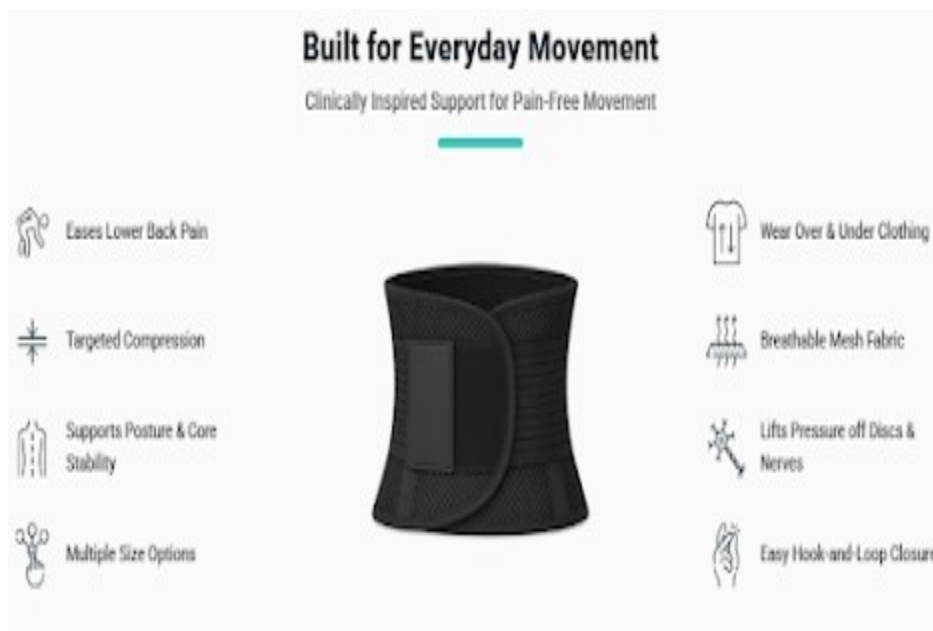 Built for Everyday Movement
Clinically Inspired Support for Pain-Free Movement
Eases Lower Back Pain
Targeted Compression
Supports Posture & Core
Stability
Multiple Size Options
Wear Over & Under Clothing
Breathable Mesh Fabric
Lifts Pressure off Discs &
Nerves
Easy Hook-and-Loop Closure